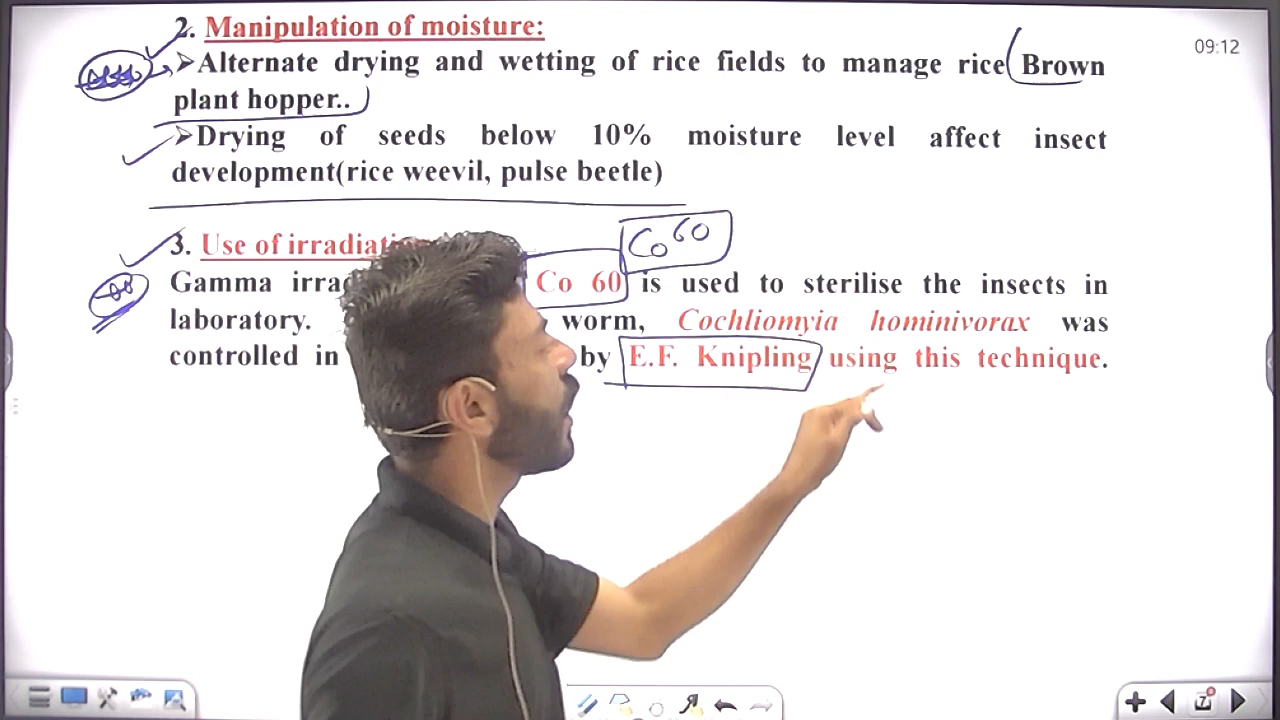 2. Manipulation of moisture:
09:12
➢Alternate drying and wetting of rice fields to manage rice Brown
plant hopper..
➢Drying of seeds below 10% moisture level affect insect
development(rice weevil, pulse beetle)
Co 60
3. Use of
Gamma Co 60 is used to sterilise the insects in
laboratory. worm, Cochliomyia hominivorax was
controlled in by E.F. Knipling using this technique.
7